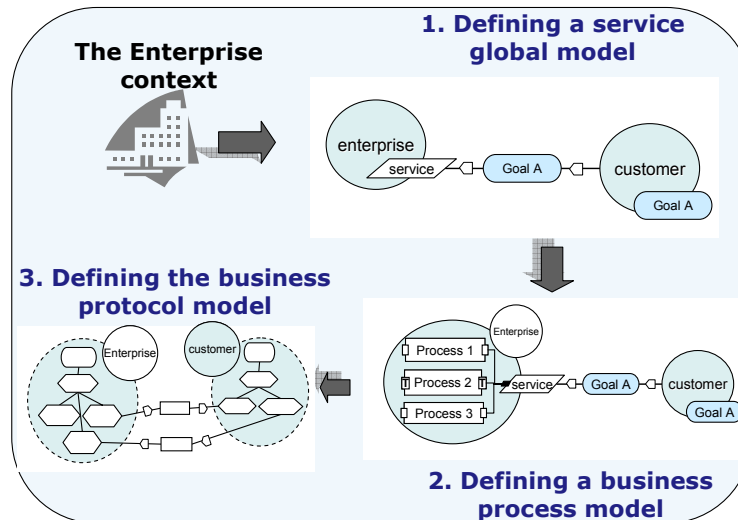 The Enterprise
context
1. Defining a service
global model
enterprise
service
Goal A
customer
Goal A
3. Defining the business
protocol model
Enterprise
customer
Enterprise
Process 1
T Process 2 T
Process 3
service
Goal A
customer
Goal A
2. Defining a business
process model